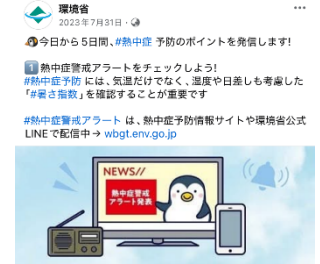 環境省
2023年7月31日・
今日から5日間、#熱中症 予防のポイントを発信します!
1 熱中症警戒アラートをチェックしよう!
#熱中症予防 には、気温だけでなく、湿度や日差しも考慮した
「#暑さ指数」を確認することが重要です
#熱中症警戒アラート は、熱中症予防情報サイトや環境省公式
LINEで配信中→ wbgt.env.go.jp
NEWS//
熱中症警戒
アラート発表